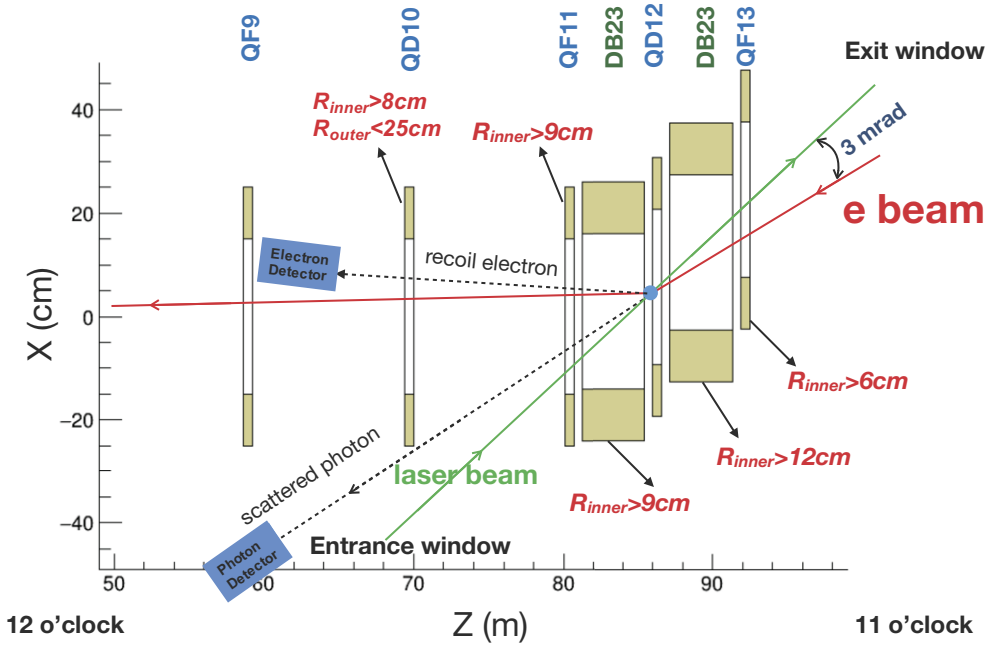 QF9
QD10
QF11
DB23
QD12
DB23
QF13
Exit window
3 mrad
e beam
R_inner>8cm
R_outer<25cm
R_inner>9cm
40
20
0
−20
−40
X (cm)
Electron
Detector
recoil electron
R_inner>6cm
R_inner>12cm
R_inner>9cm
scattered photon
laser beam
Photon
Detector
Entrance window
50
60
70
80
90
12 o'clock
Z (m)
11 o'clock